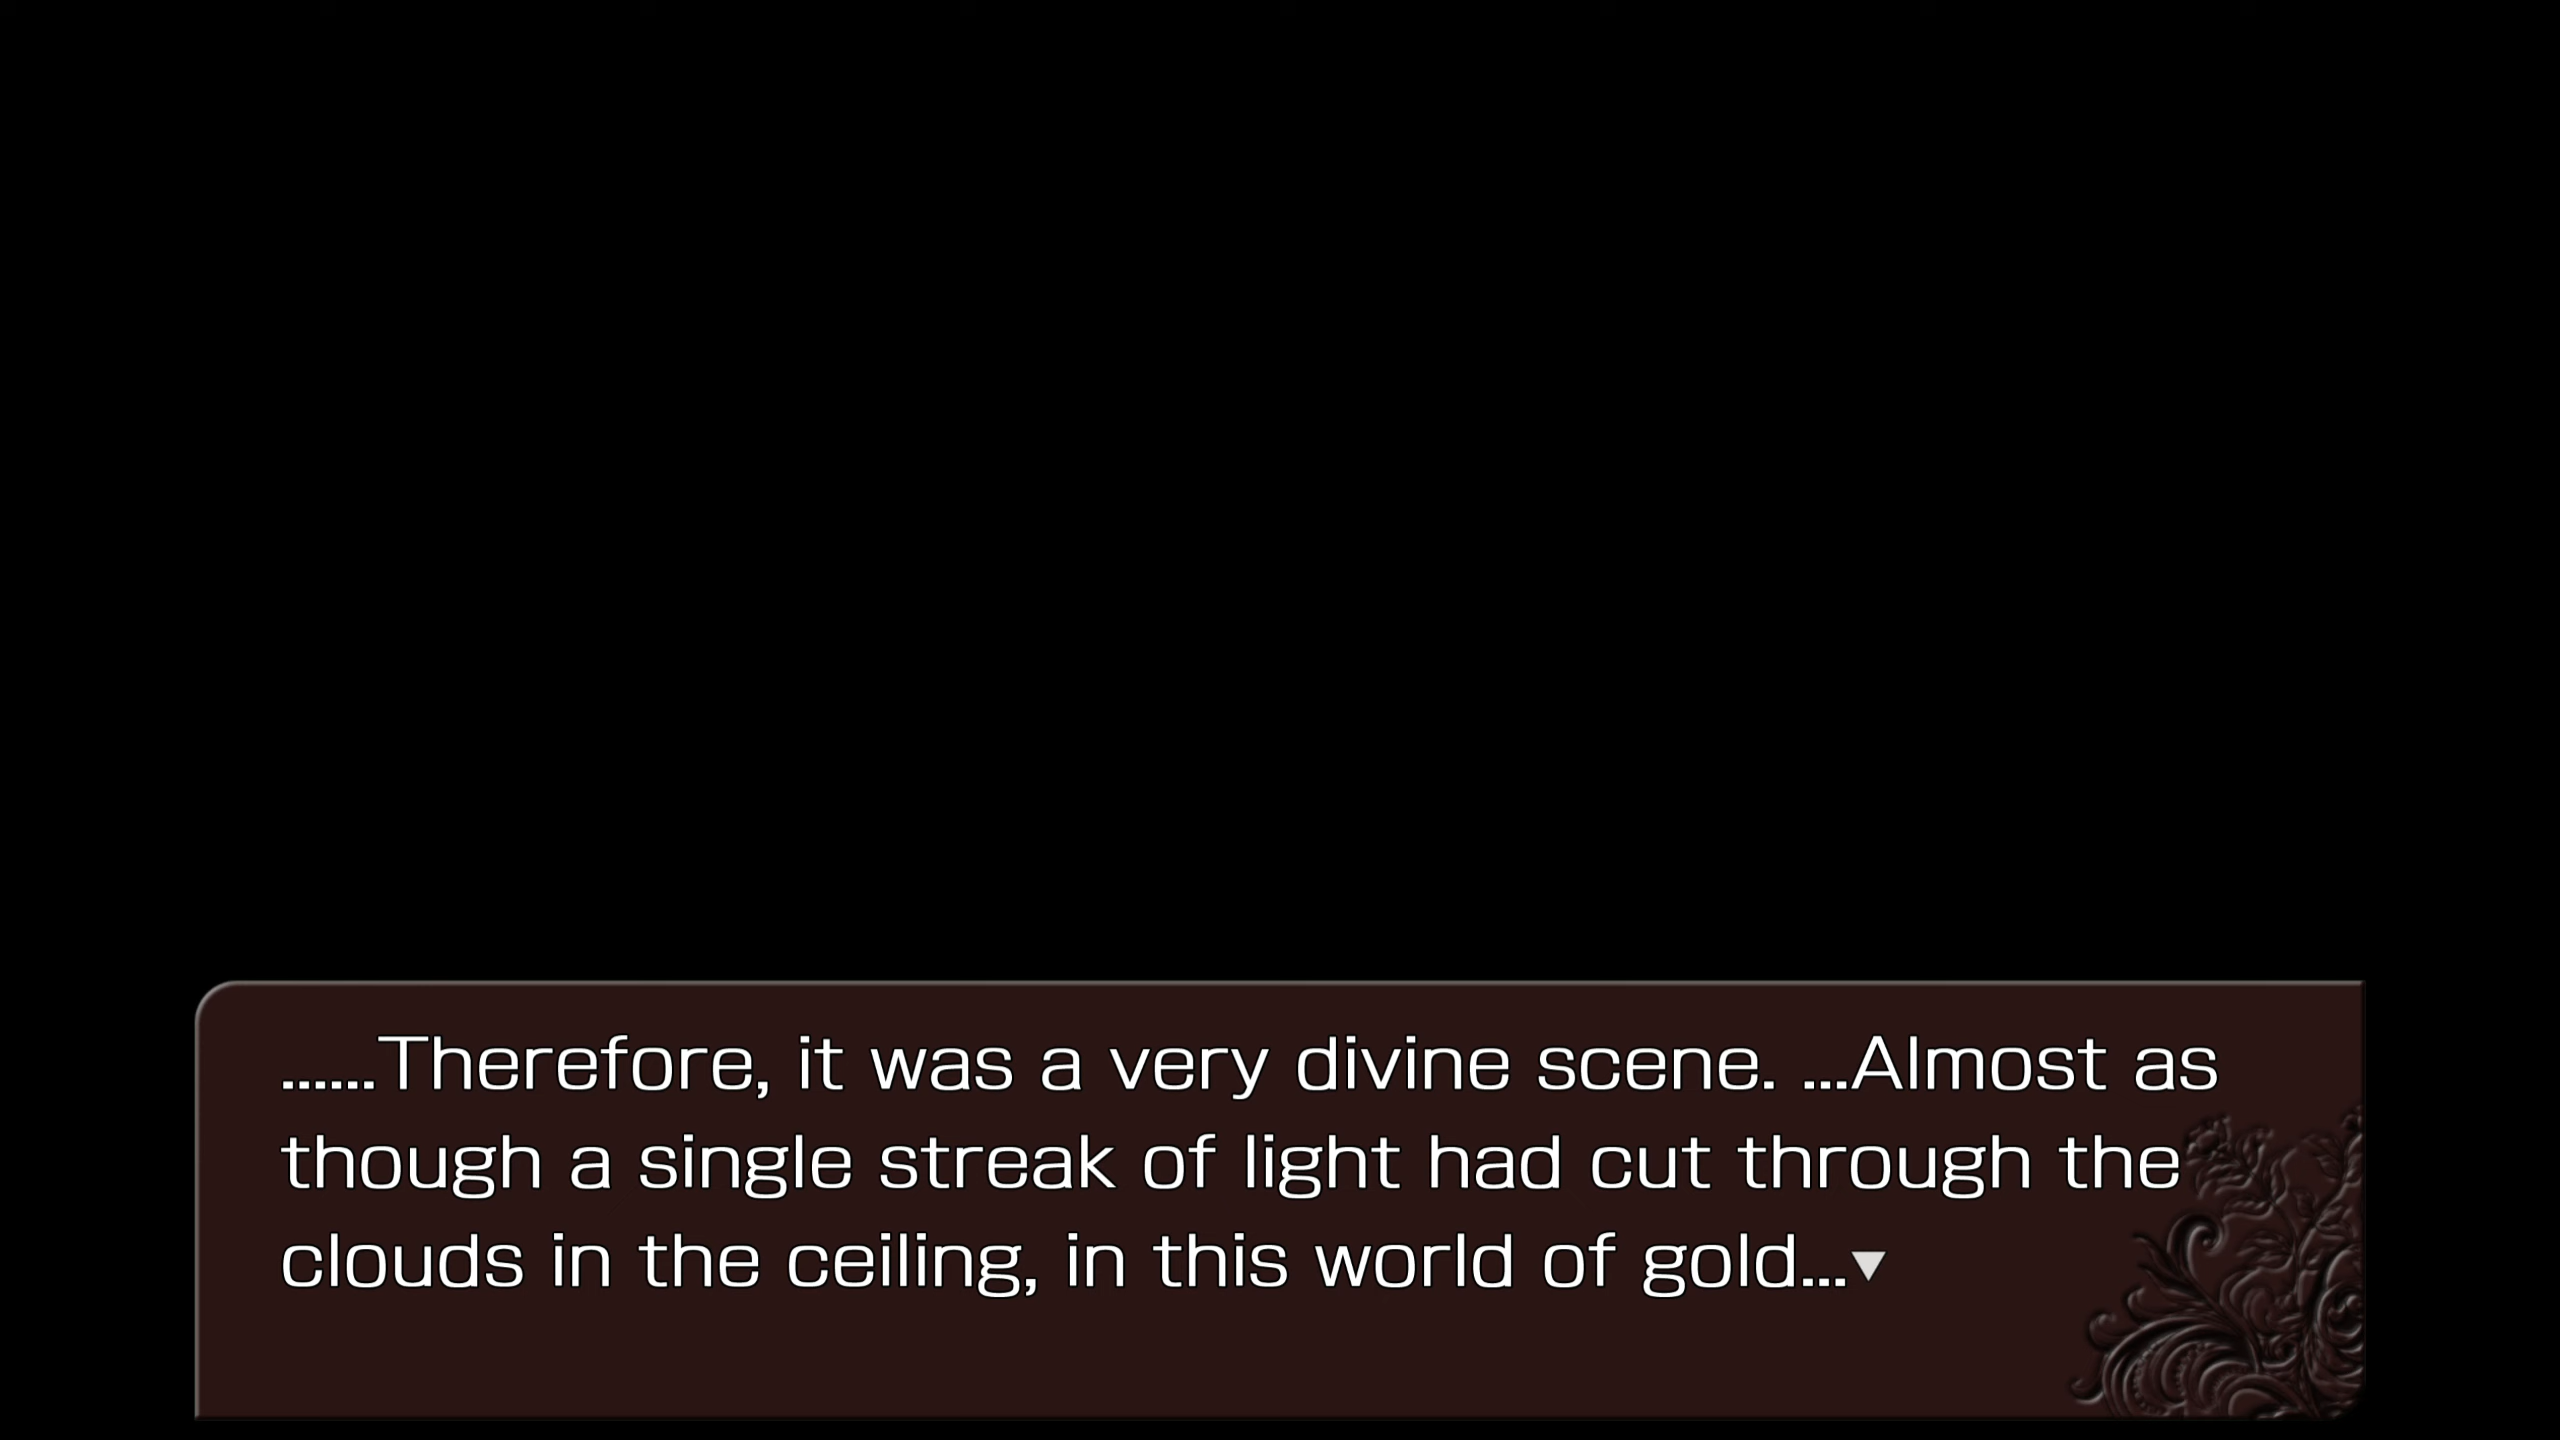 ......Therefore, it was a very divine scene. ...Almost as
though a single streak of light had cut through the
clouds in the ceiling, in this world of gold...